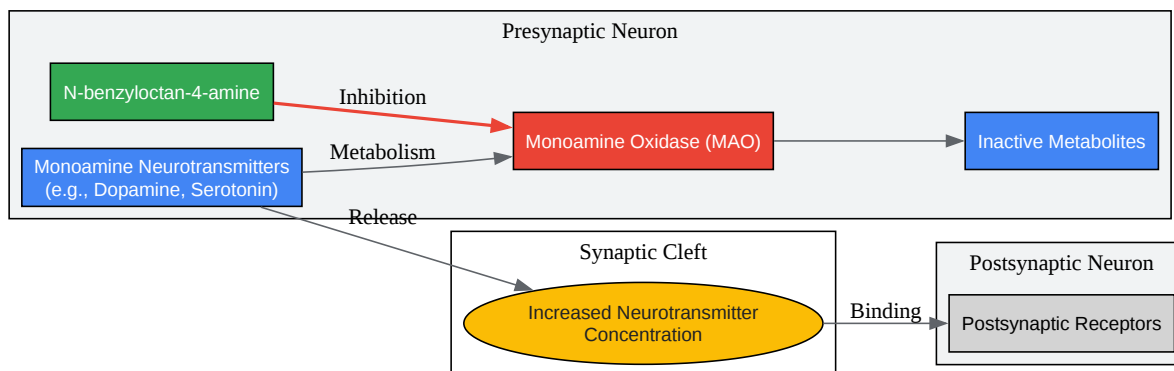 Presynaptic Neuron
N-benzyloctan-4-amine
Inhibition
Monoamine Oxidase (MAO)
Inactive Metabolites
Metabolism
Monoamine Neurotransmitters
(e.g., Dopamine, Serotonin)
Release
Synaptic Cleft
Increased Neurotransmitter
Concentration
Binding
Postsynaptic Neuron
Postsynaptic Receptors